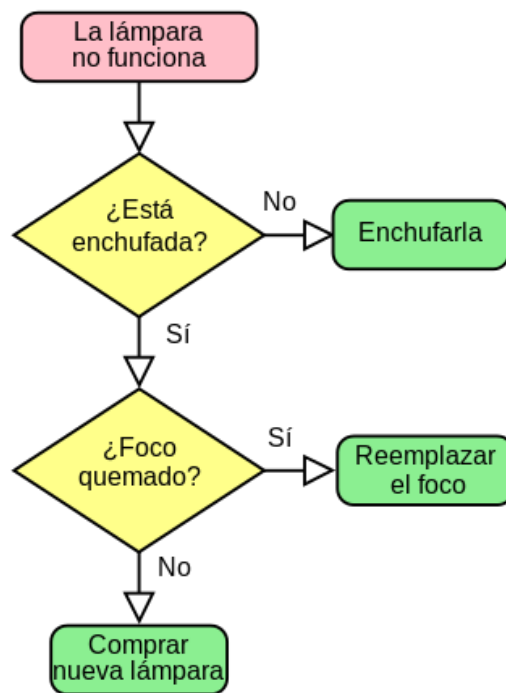 La lámpara
no funciona
¿Está
enchufada?
No
Enchufarla
Sí
¿Foco
quemado?
Sí
Reemplazar
el foco
No
Comprar
nueva lámpara